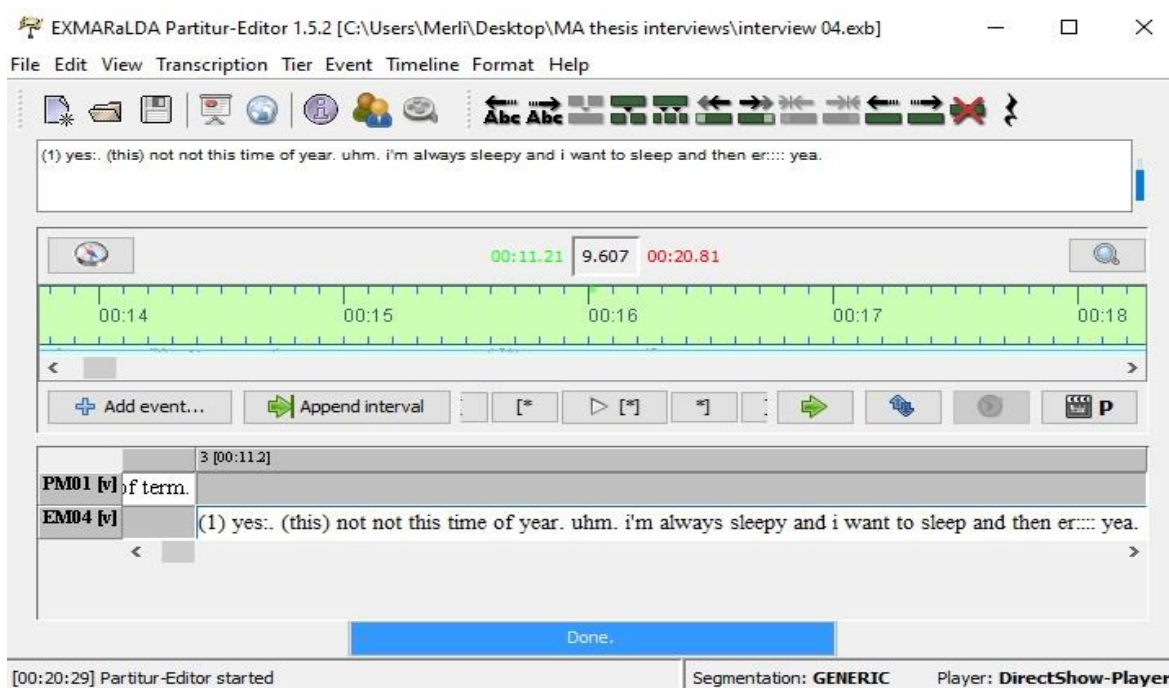 EXMARaLDA Partitur-Editor 1.5.2 [C:\Users\Merli\Desktop\MA thesis interviews\interview 04.exb]
File Edit View Transcription Tier Event Timeline Format Help
Abc Abc
(1) yes:. (this) not not this time of year. uhm. i'm always sleepy and i want to sleep and then er:::: yea.
00:11.21 9.607 00:20.81
00:14 00:15 00:16 00:17 00:18
Add event... Append interval [* [*] *] P
3 [00:11.2]
PM01 [v] of term.
EM04 [v] (1) yes:. (this) not not this time of year. uhm. i'm always sleepy and i want to sleep and then er:::: yea.
Done.
[00:20:29] Partitur-Editor started Segmentation: GENERIC Player: DirectShow-Player